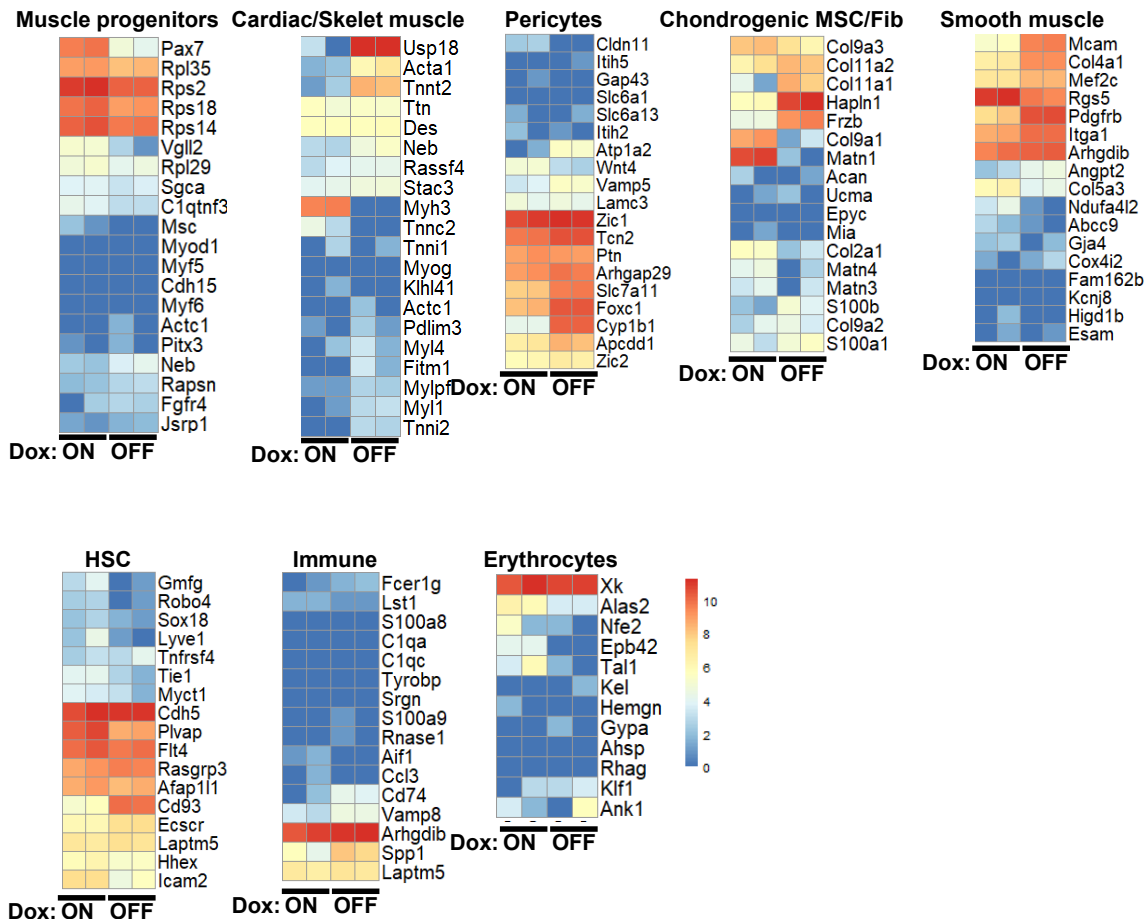 Muscle progenitors
Pax7
Rpl35
Rps2
Rps18
Rps14
Vgll2
Rpl29
Sgca
C1qtnf3
Msc
Myod1
Myf5
Cdh15
Myf6
Actc1
Pitx3
Neb
Rapsn
Fgfr4
Jsrp1
Dox: ON OFF
Cardiac/Skelet muscle
Usp18
Acta1
Tnnt2
Ttn
Des
Neb
Rassf4
Stac3
Myh3
Tnnc2
Tnni1
Myog
Klhl41
Actc1
Pdlim3
Myl4
Fitm1
Mylpf
Myl1
Tnni2
Dox: ON OFF
Pericytes
Cldn11
Itih5
Gap43
Slc6a1
Slc6a13
Itih2
Atp1a2
Wnt4
Vamp5
Lamc3
Zic1
Tcn2
Ptn
Arhgap29
Slc7a11
Foxc1
Cyp1b1
Apcdd1
Zic2
Dox: ON OFF
Chondrogenic MSC/Fib
Col9a3
Col11a2
Col11a1
Hapln1
Frzb
Col9a1
Matn1
Acan
Ucma
Epyc
Mia
Col2a1
Matn4
Matn3
S100b
Col9a2
S100a1
Dox: ON OFF
Smooth muscle
Mcam
Col4a1
Mef2c
Rgs5
Pdgfrb
Itga1
Arhgdib
Angpt2
Col5a3
Ndufa4l2
Abcc9
Gja4
Cox4i2
Fam162b
Kcnj8
Higd1b
Esam
Dox: ON OFF
HSC
Gmfg
Robo4
Sox18
Lyve1
Tnfrsf4
Tie1
Myct1
Cdh5
Plvap
Flt4
Rasgrp3
Afap1l1
Cd93
Ecscr
Laptm5
Hhex
Icam2
Dox: ON OFF
Immune
Fcer1g
Lst1
S100a8
C1qa
C1qc
Tyrobp
Srgn
S100a9
Rnase1
Aif1
Ccl3
Cd74
Vamp8
Arhgdib
Spp1
Laptm5
Dox: ON OFF
Erythrocytes
Xk
Alas2
Nfe2
Epb42
Tal1
Kel
Hemgn
Gypa
Ahsp
Rhag
Klf1
Ank1
Dox: ON OFF
10
8
6
4
2
0